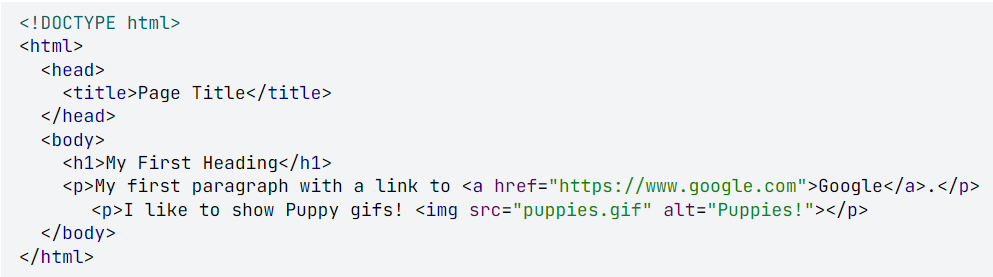 <!DOCTYPE html>
<html>
  <head>
    <title>Page Title</title>
  </head>
  <body>
    <h1>My First Heading</h1>
    <p>My first paragraph with a link to <a href="https://www.google.com">Google</a>.</p>
       <p>I like to show Puppy gifs! <img src="puppies.gif" alt="Puppies!"></p>
  </body>
</html>